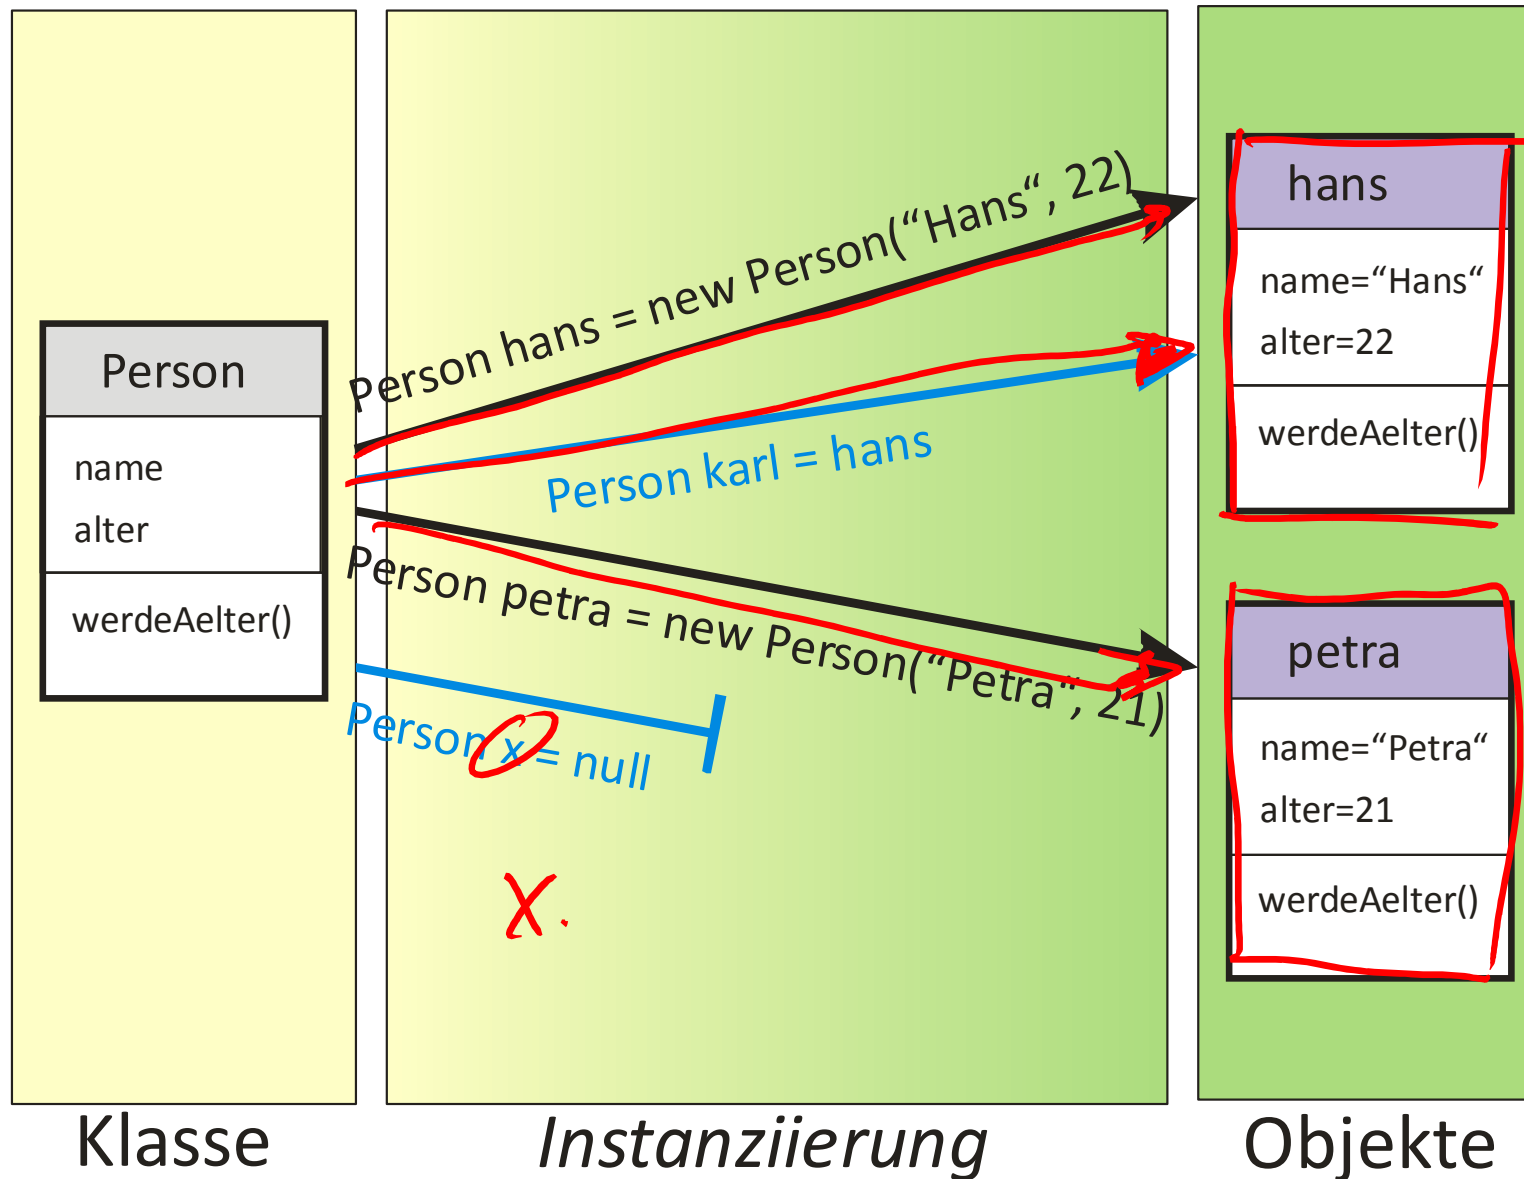 Person
name
alter
werdeAelter()
Person hans = new Person(“Hans“, 22)
Person karl = hans
Person petra = new Person(“Petra“, 21)
Person x = null
x.
hans
name=“Hans“
alter=22
werdeAelter()
petra
name=“Petra“
alter=21
werdeAelter()
Klasse
Instanziierung
Objekte